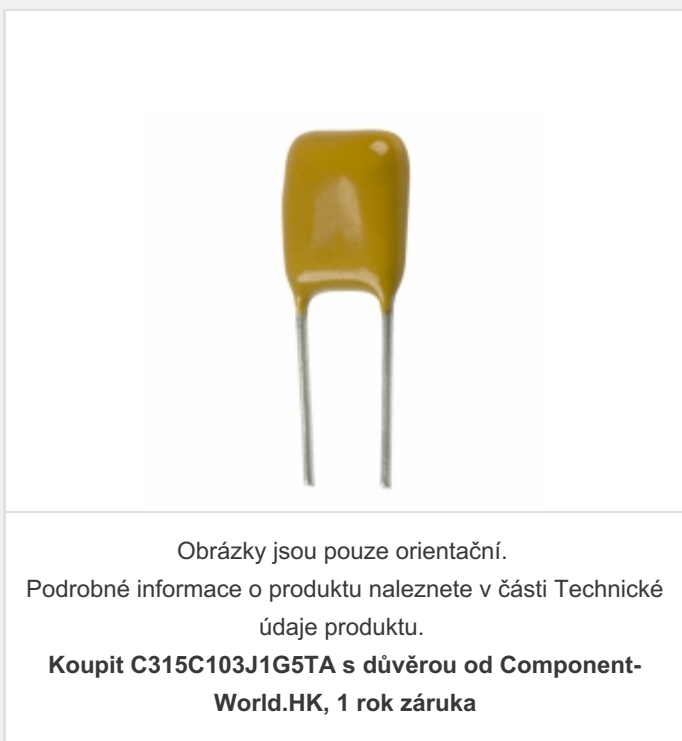 Obrázky jsou pouze orientační.
Podrobné informace o produktu naleznete v části Technické
údaje produktu.
Koupit C315C103J1G5TA s důvěrou od Component-
World.HK, 1 rok záruka